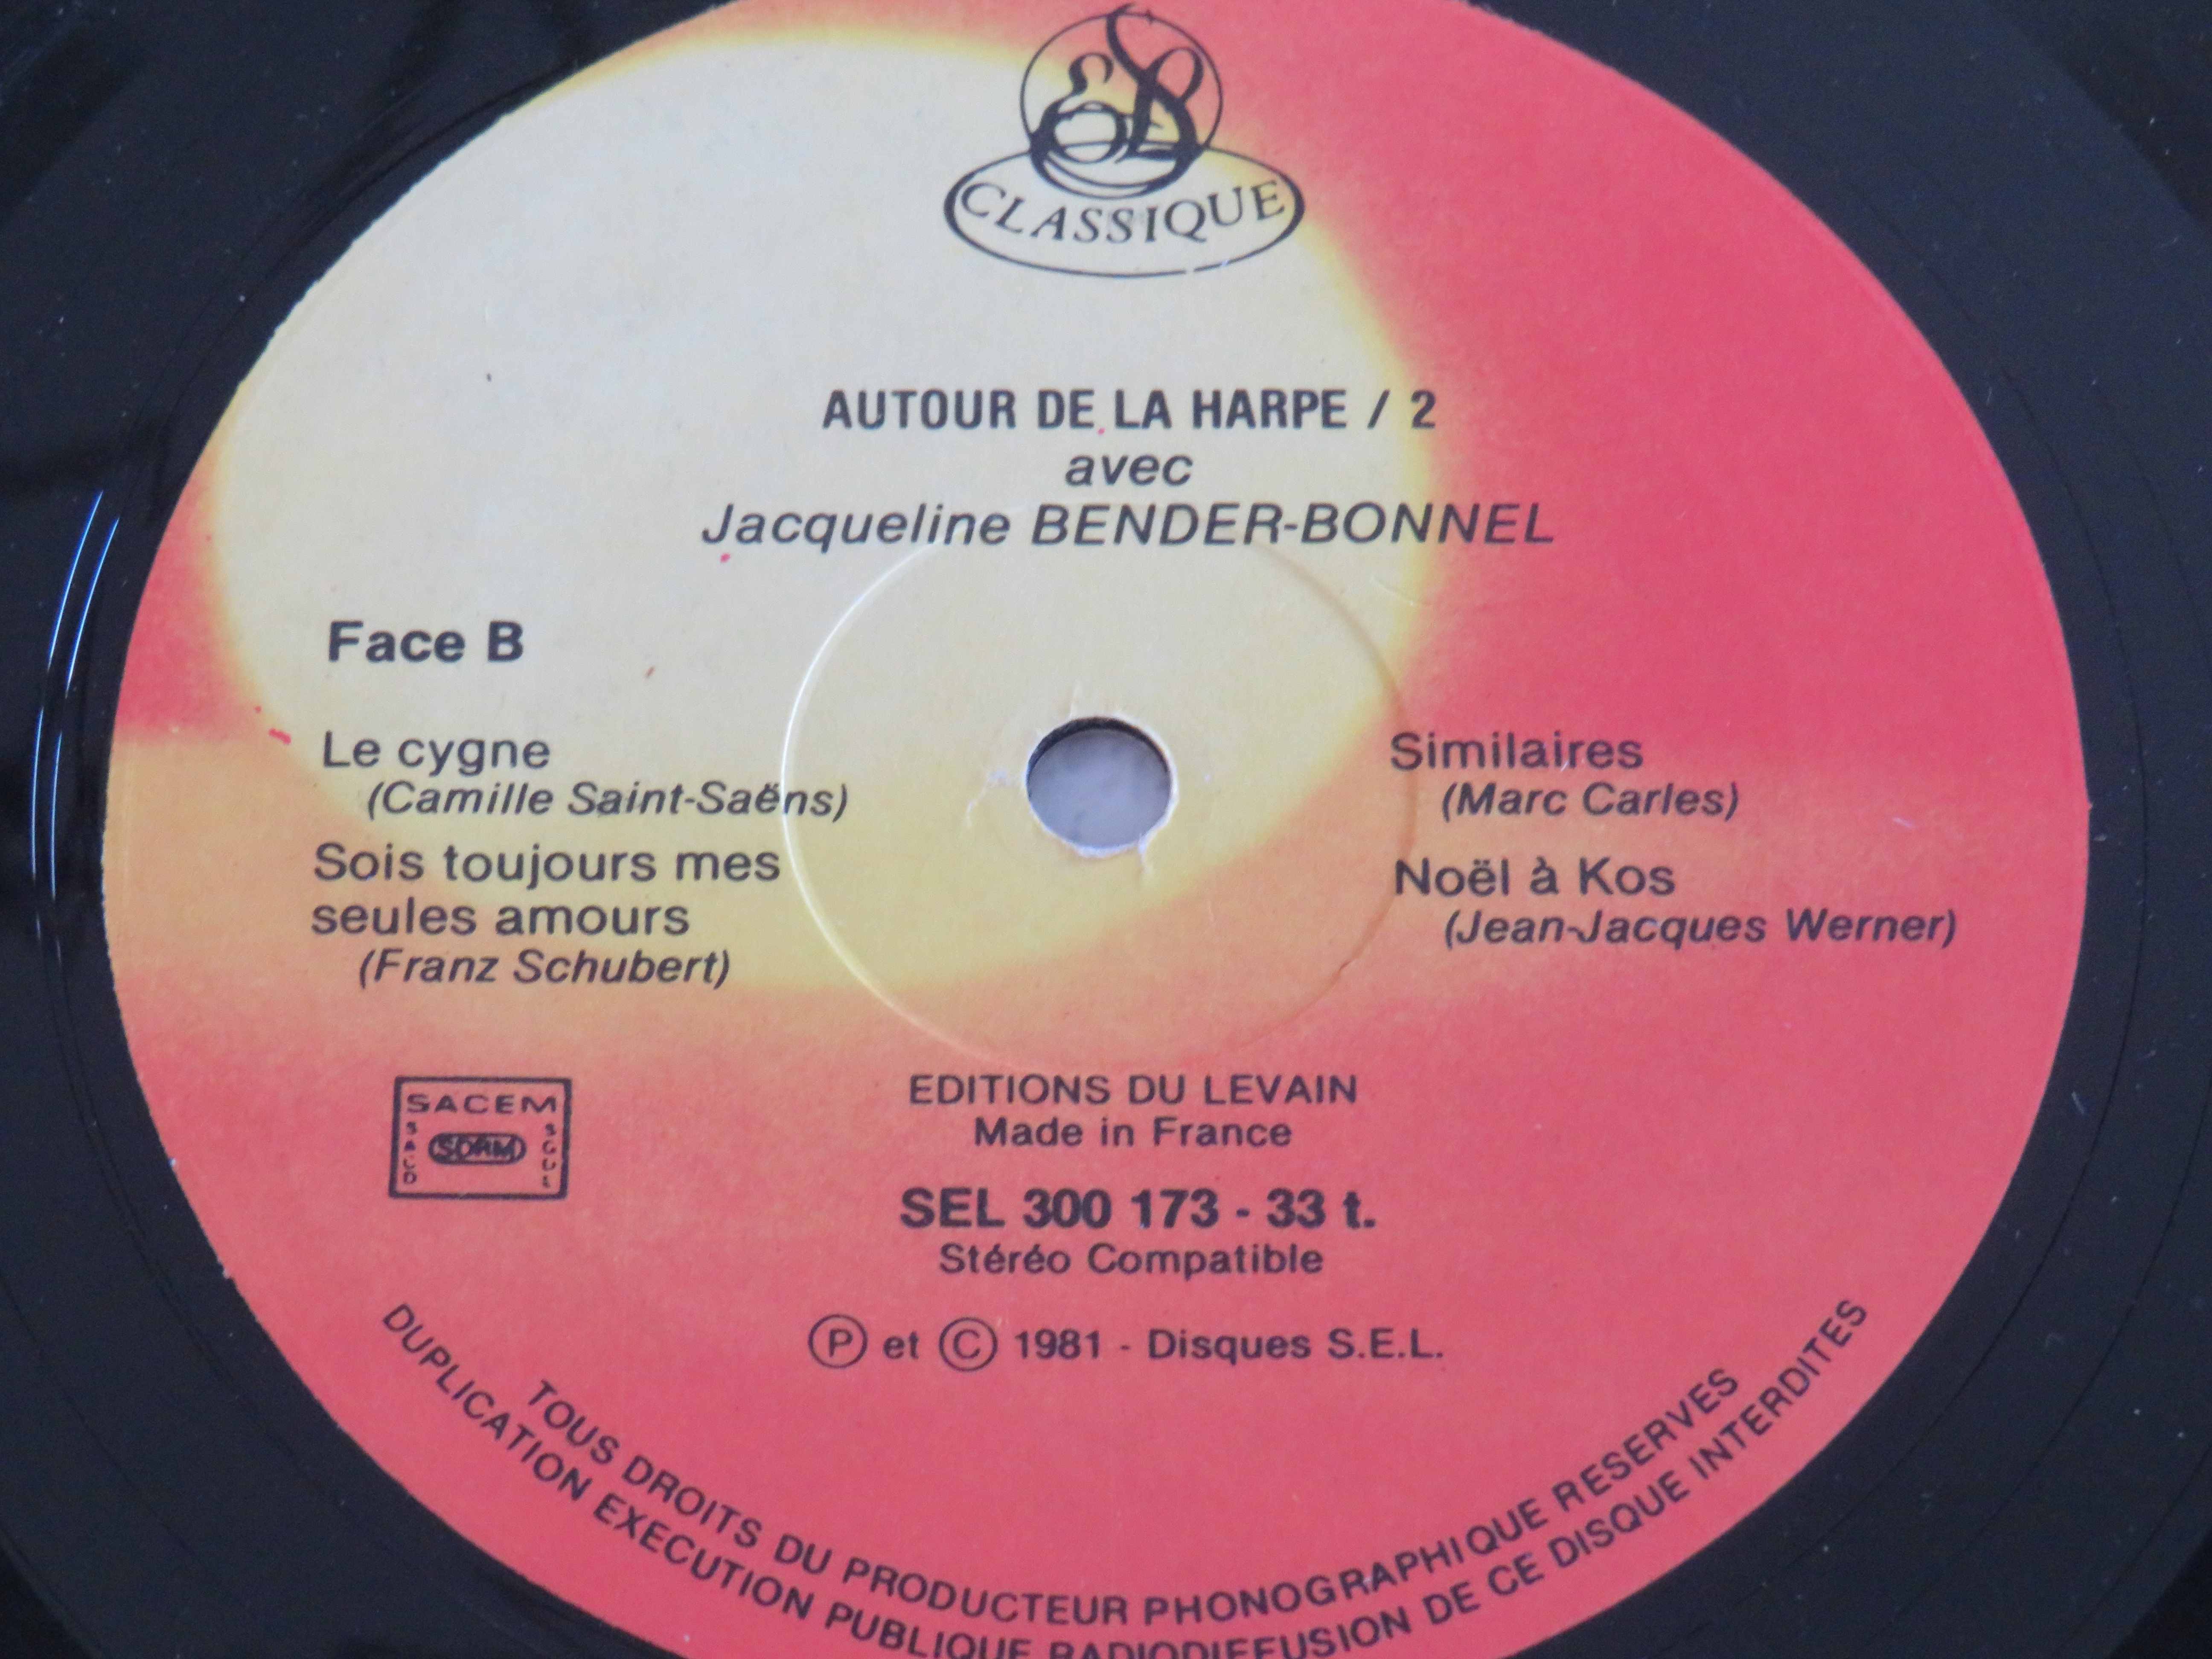 CLASSIQUE
AUTOUR DE LA HARPE / 2
avec
Jacqueline BENDER-BONNEL
Face B
Le cygne
(Camille Saint-Saëns)
Sois toujours mes
seules amours
(Franz Schubert)
Similaires
(Marc Carles)
Noël à Kos
(Jean-Jacques Werner)
SACEM
SACD
SDRM
SGDL
EDITIONS DU LEVAIN
Made in France
SEL 300 173 - 33 t.
Stéréo Compatible
Ⓟ et © 1981 - Disques S.E.L.
TOUS DROITS DU PRODUCTEUR PHONOGRAPHIQUE RESERVES
DUPLICATION EXECUTION PUBLIQUE RADIODIFFUSION DE CE DISQUE INTERDITES